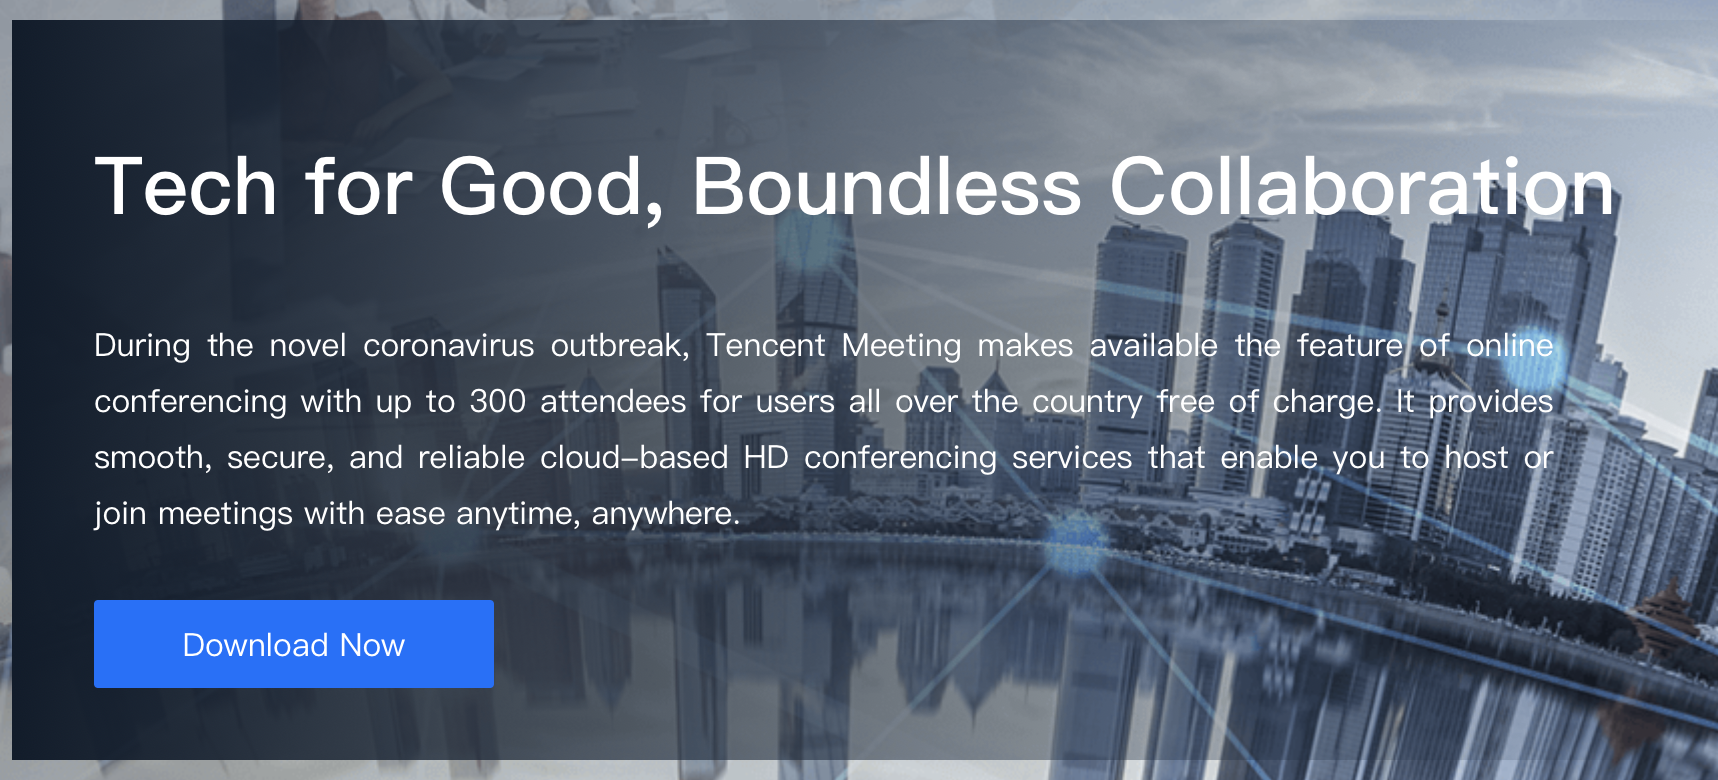 Tech for Good, Boundless Collaboration
During the novel coronavirus outbreak, Tencent Meeting makes available the feature of online
conferencing with up to 300 attendees for users all over the country free of charge. It provides
smooth, secure, and reliable cloud–based HD conferencing services that enable you to host or
join meetings with ease anytime, anywhere.
Download Now